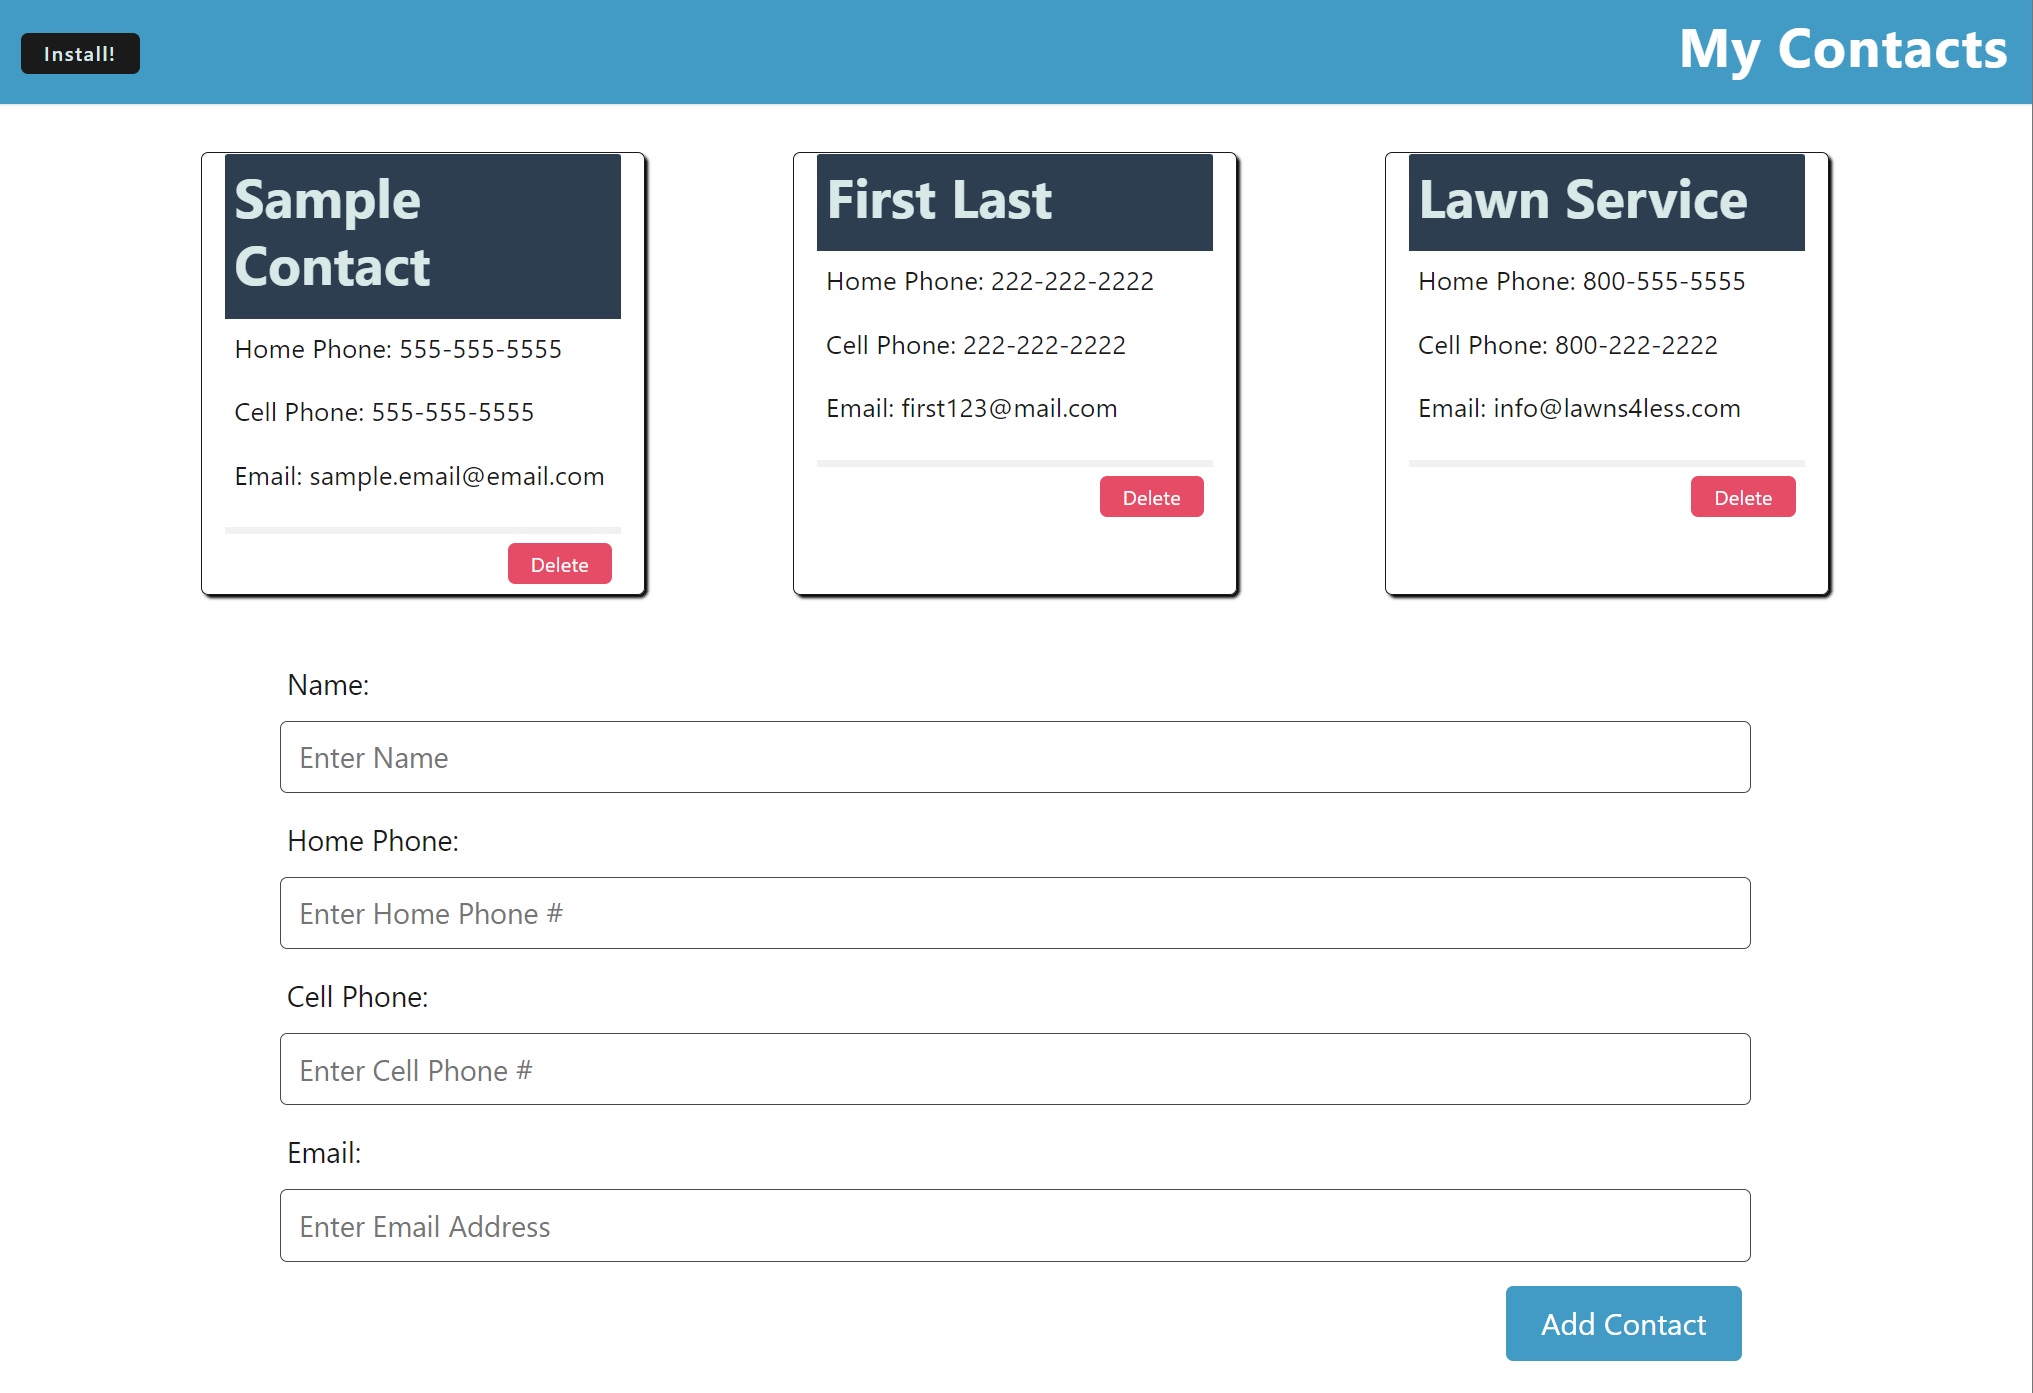 Install!
My Contacts
Sample
Contact
Home Phone: 555-555-5555
Cell Phone: 555-555-5555
Email: sample.email@email.com
Delete
First Last
Home Phone: 222-222-2222
Cell Phone: 222-222-2222
Email: first123@mail.com
Delete
Lawn Service
Home Phone: 800-555-5555
Cell Phone: 800-222-2222
Email: info@lawns4less.com
Delete
Name:
Enter Name
Home Phone:
Enter Home Phone #
Cell Phone:
Enter Cell Phone #
Email:
Enter Email Address
Add Contact